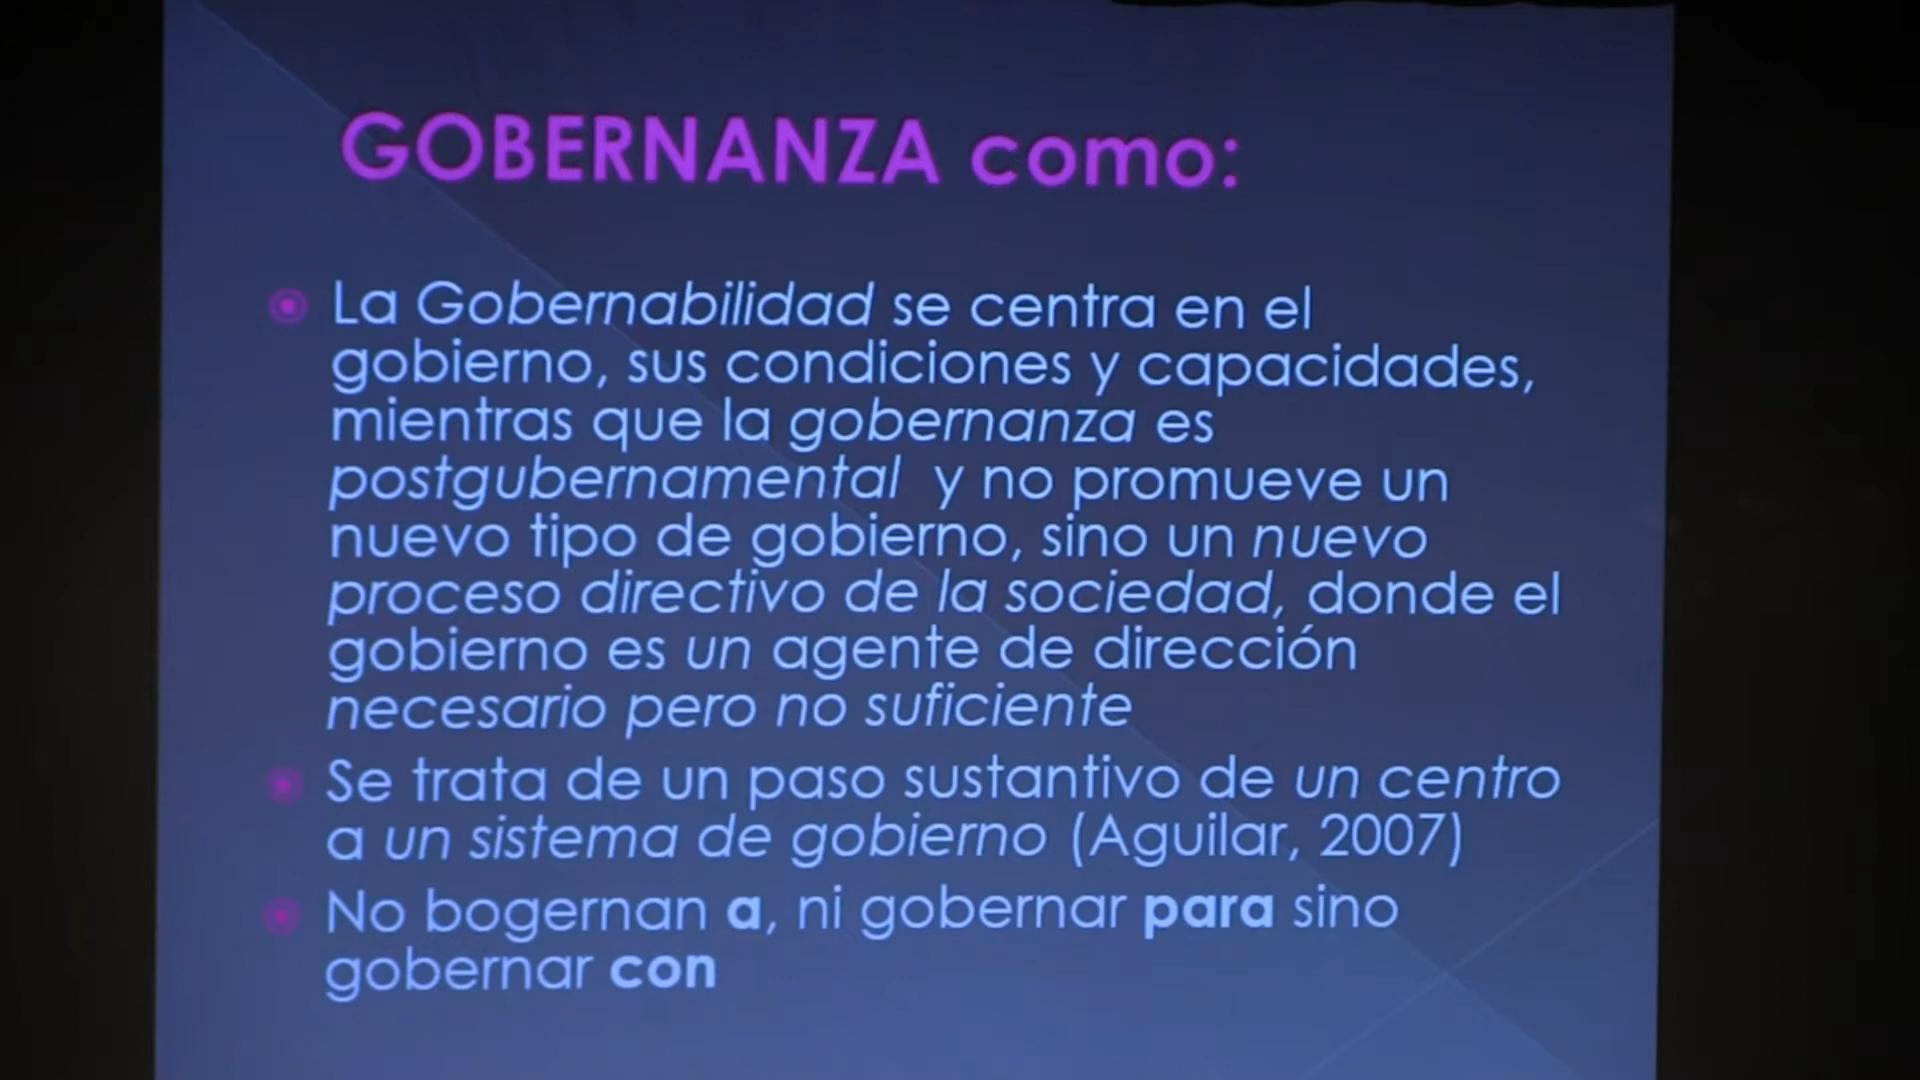 GOBERNANZA como:
La Gobernabilidad se centra en el
gobierno, sus condiciones y capacidades,
mientras que la gobernanza es
postgubernamental y no promueve un
nuevo tipo de gobierno, sino un nuevo
proceso directivo de la sociedad, donde el
gobierno es un agente de dirección
necesario pero no suficiente
Se trata de un paso sustantivo de un centro
a un sistema de gobierno (Aguilar, 2007)
No bogernan a, ni gobernar para sino
gobernar con